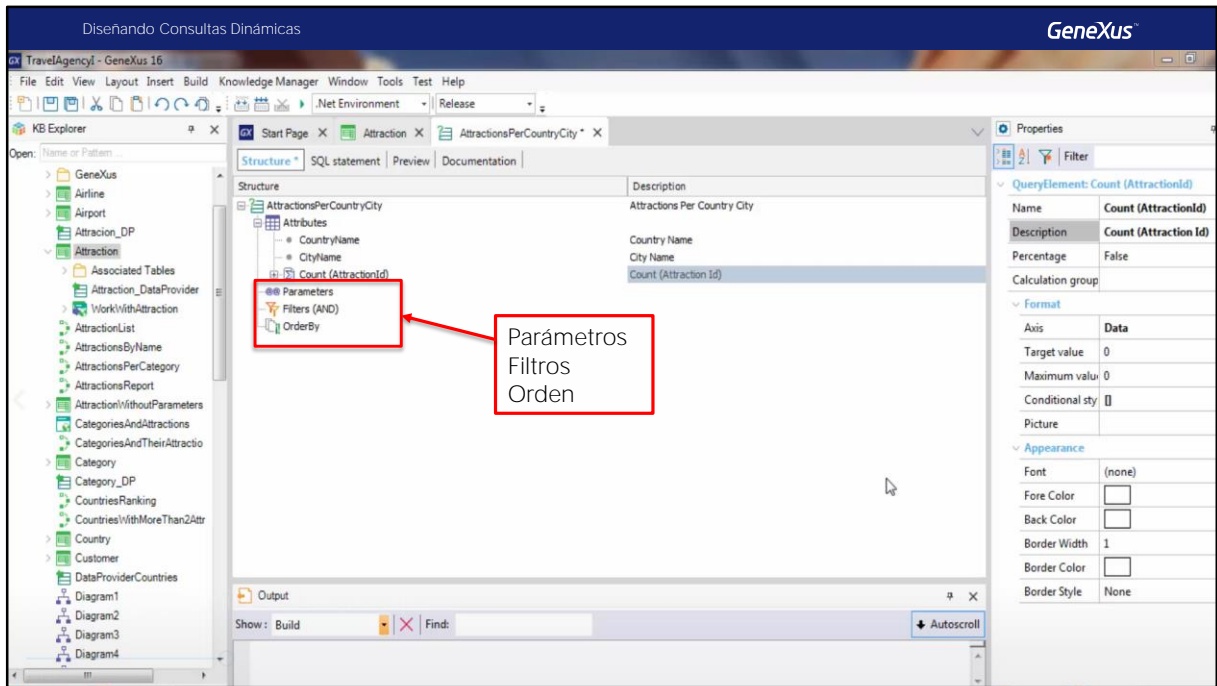 Diseñando Consultas Dinámicas
GeneXus™
GX TravelAgencyI - GeneXus 16
File Edit View Layout Insert Build Knowledge Manager Window Tools Test Help
.Net Environment Release
KB Explorer
Open: Name or Pattern ...
GeneXus
Airline
Airport
Attracion_DP
Attraction
Associated Tables
Attraction_DataProvider
WorkWithAttraction
AttractionList
AttractionsByName
AttractionsPerCategory
AttractionsReport
AttractionWithoutParameters
CategoriesAndAttractions
CategoriesAndTheirAttractio
Category
Category_DP
CountriesRanking
CountriesWithMoreThan2Attr
Country
Customer
DataProviderCountries
Diagram1
Diagram2
Diagram3
Diagram4
GX Start Page X Attraction X AttractionsPerCountryCity * X
Structure * SQL statement Preview Documentation
Structure Description
AttractionsPerCountryCity Attractions Per Country City
Attributes
CountryName Country Name
CityName City Name
Count (AttractionId) Count (Attraction Id)
Parameters
Filters (AND)
OrderBy
Parámetros
Filtros
Orden
Output
Show: Build Find: Autoscroll
Properties
Filter
QueryElement: Count (AttractionId)
Name Count (AttractionId)
Description Count (Attraction Id)
Percentage False
Calculation group
Format
Axis Data
Target value 0
Maximum valu 0
Conditional sty []
Picture
Appearance
Font (none)
Fore Color
Back Color
Border Width 1
Border Color
Border Style None